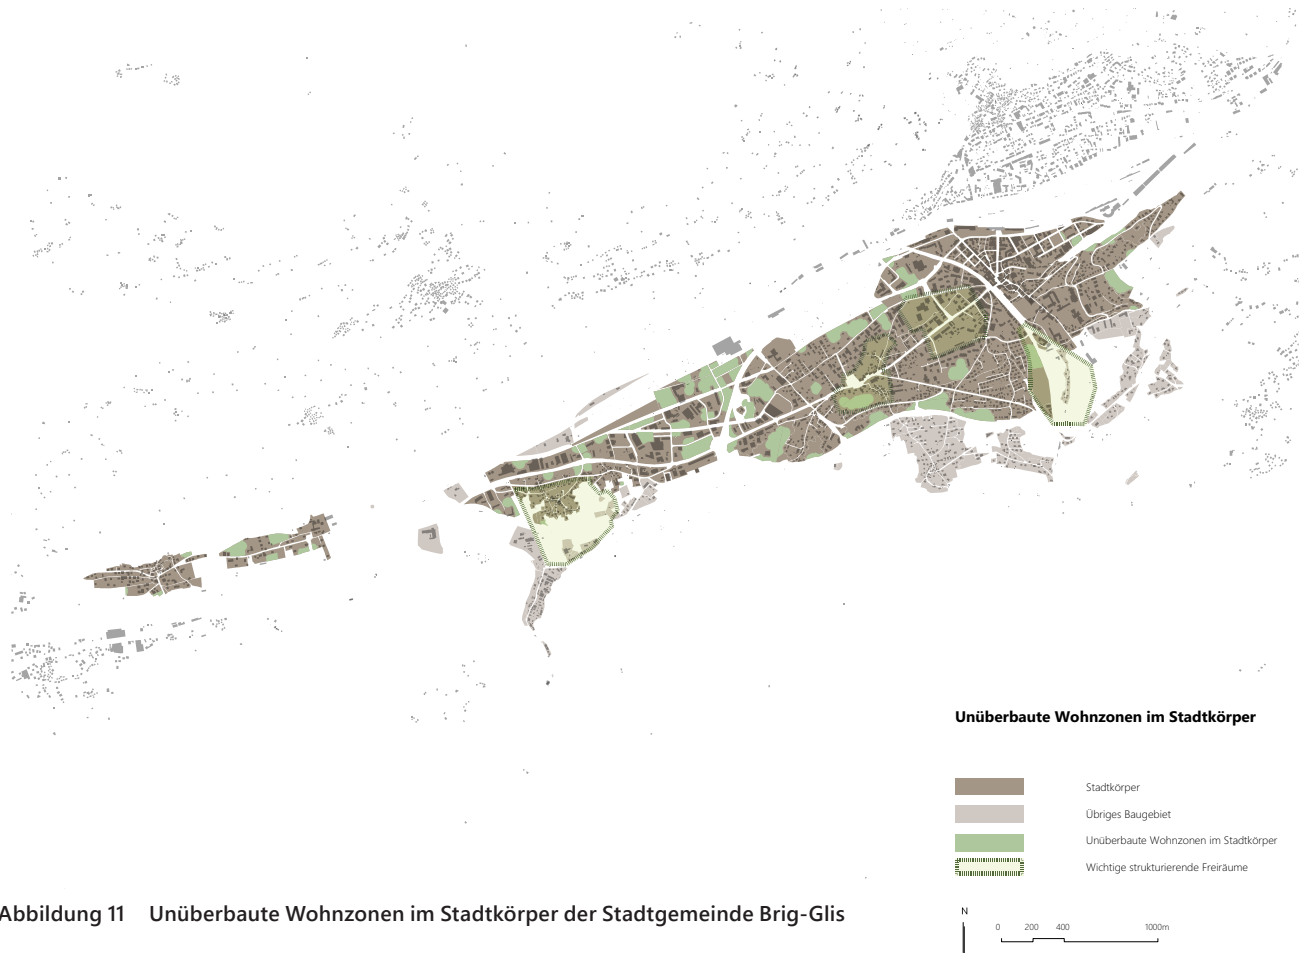 Unüberbaute Wohnzonen im Stadtkörper
Stadtkörper
Übriges Baugebiet
Unüberbaute Wohnzonen im Stadtkörper
Wichtige strukturierende Freiräume
Abbildung 11 Unüberbaute Wohnzonen im Stadtkörper der Stadtgemeinde Brig-Glis
N
0 200 400 1000m